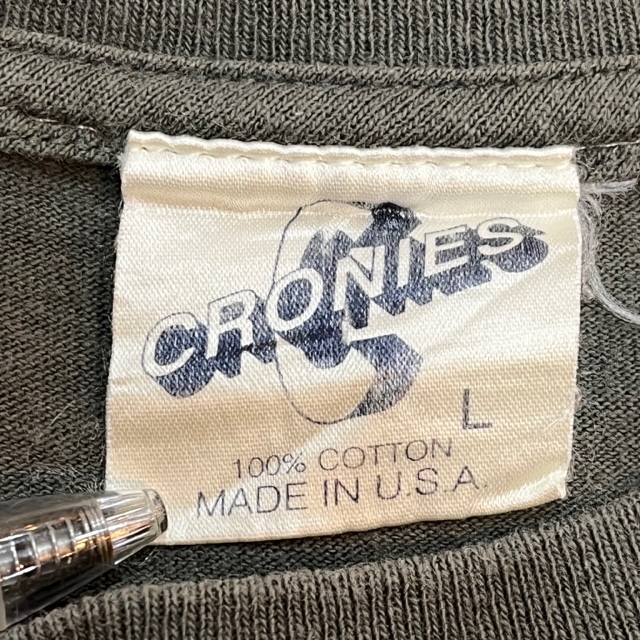 CRONIES
L
100% COTTON
MADE IN U.S.A.